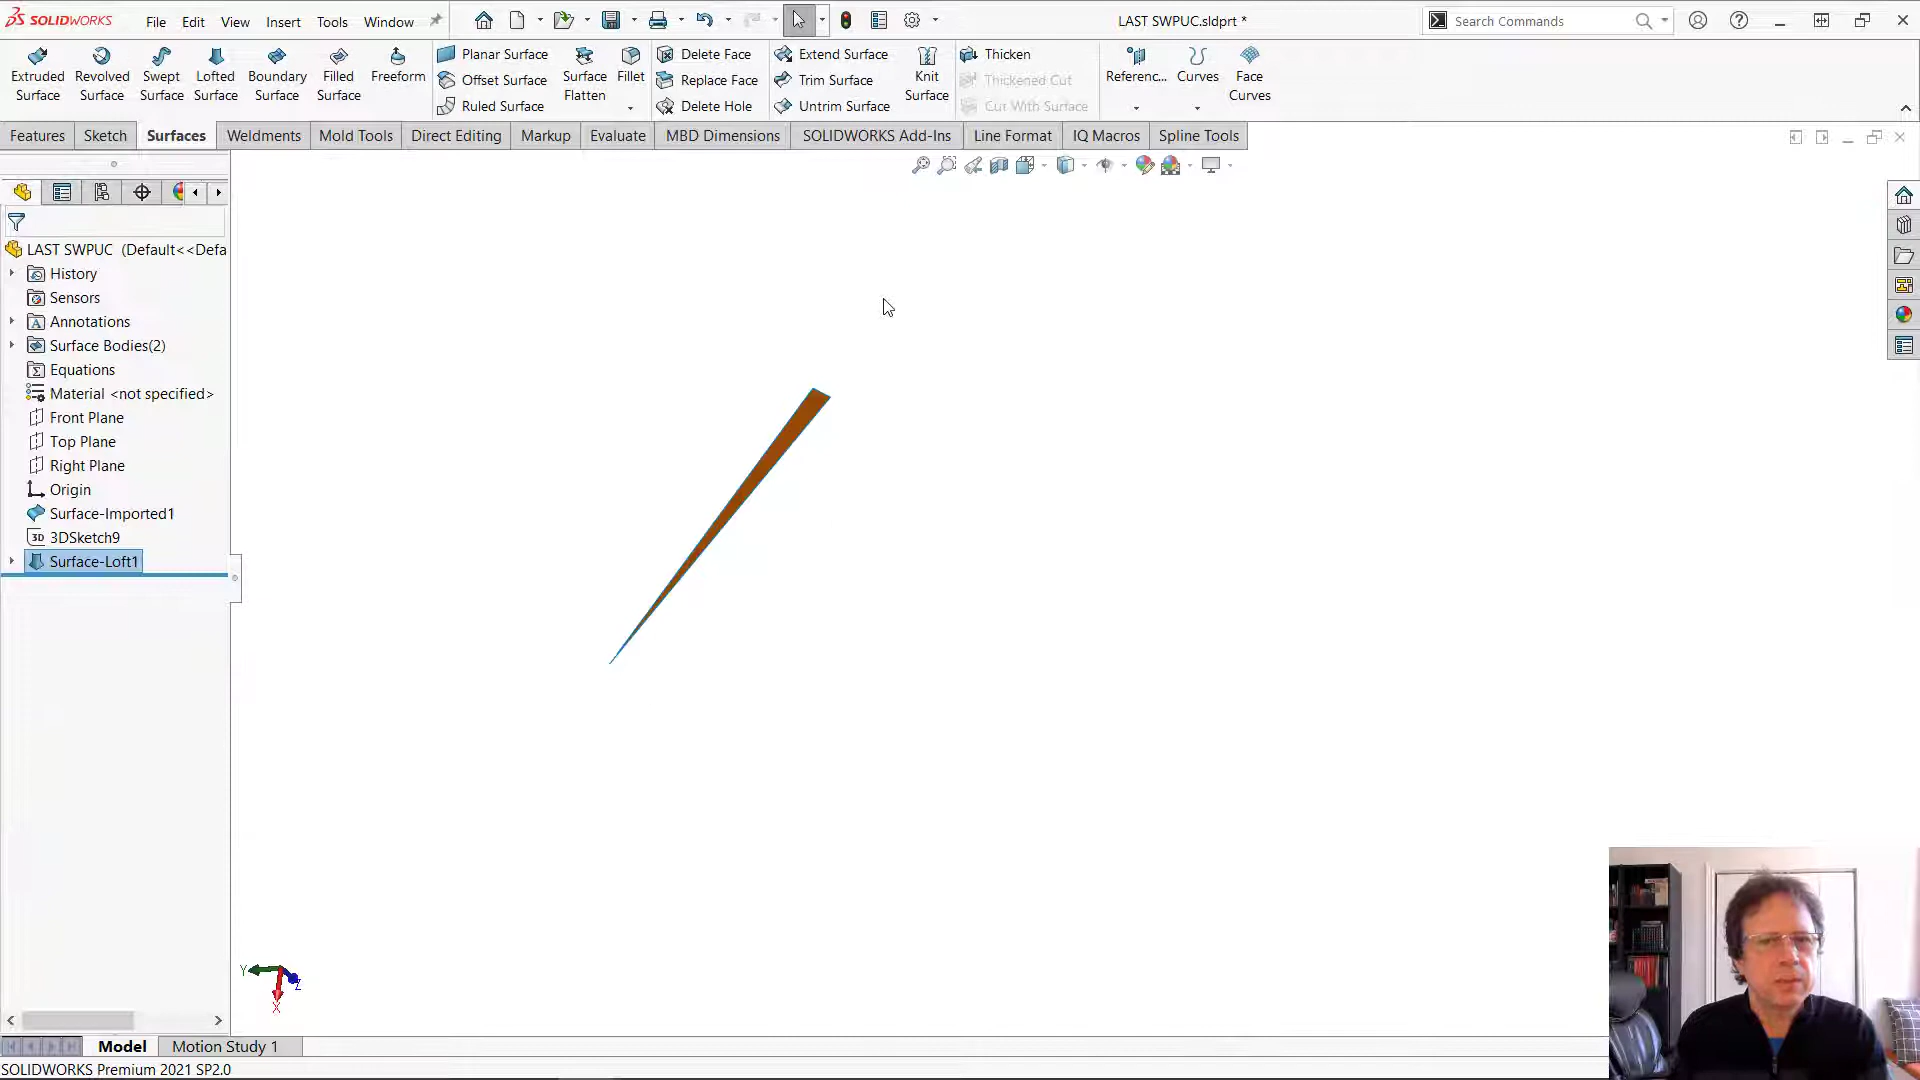 SOLIDWORKS
File Edit View Insert Tools Window
LAST SWPUC.sldprt *
Search Commands
Extruded Surface
Revolved Surface
Swept Surface
Lofted Surface
Boundary Surface
Filled Surface
Freeform
Planar Surface
Offset Surface
Ruled Surface
Surface Flatten
Fillet
Delete Face
Replace Face
Delete Hole
Extend Surface
Trim Surface
Untrim Surface
Knit Surface
Thicken
Thickened Cut
Cut With Surface
Referenc...
Curves
Face Curves
Features Sketch Surfaces Weldments Mold Tools Direct Editing Markup Evaluate MBD Dimensions SOLIDWORKS Add-Ins Line Format IQ Macros Spline Tools
LAST SWPUC (Default<<Defa
History
Sensors
Annotations
Surface Bodies(2)
Equations
Material <not specified>
Front Plane
Top Plane
Right Plane
Origin
Surface-Imported1
3D 3DSketch9
Surface-Loft1
Y
Z
X
Model Motion Study 1
SOLIDWORKS Premium 2021 SP2.0